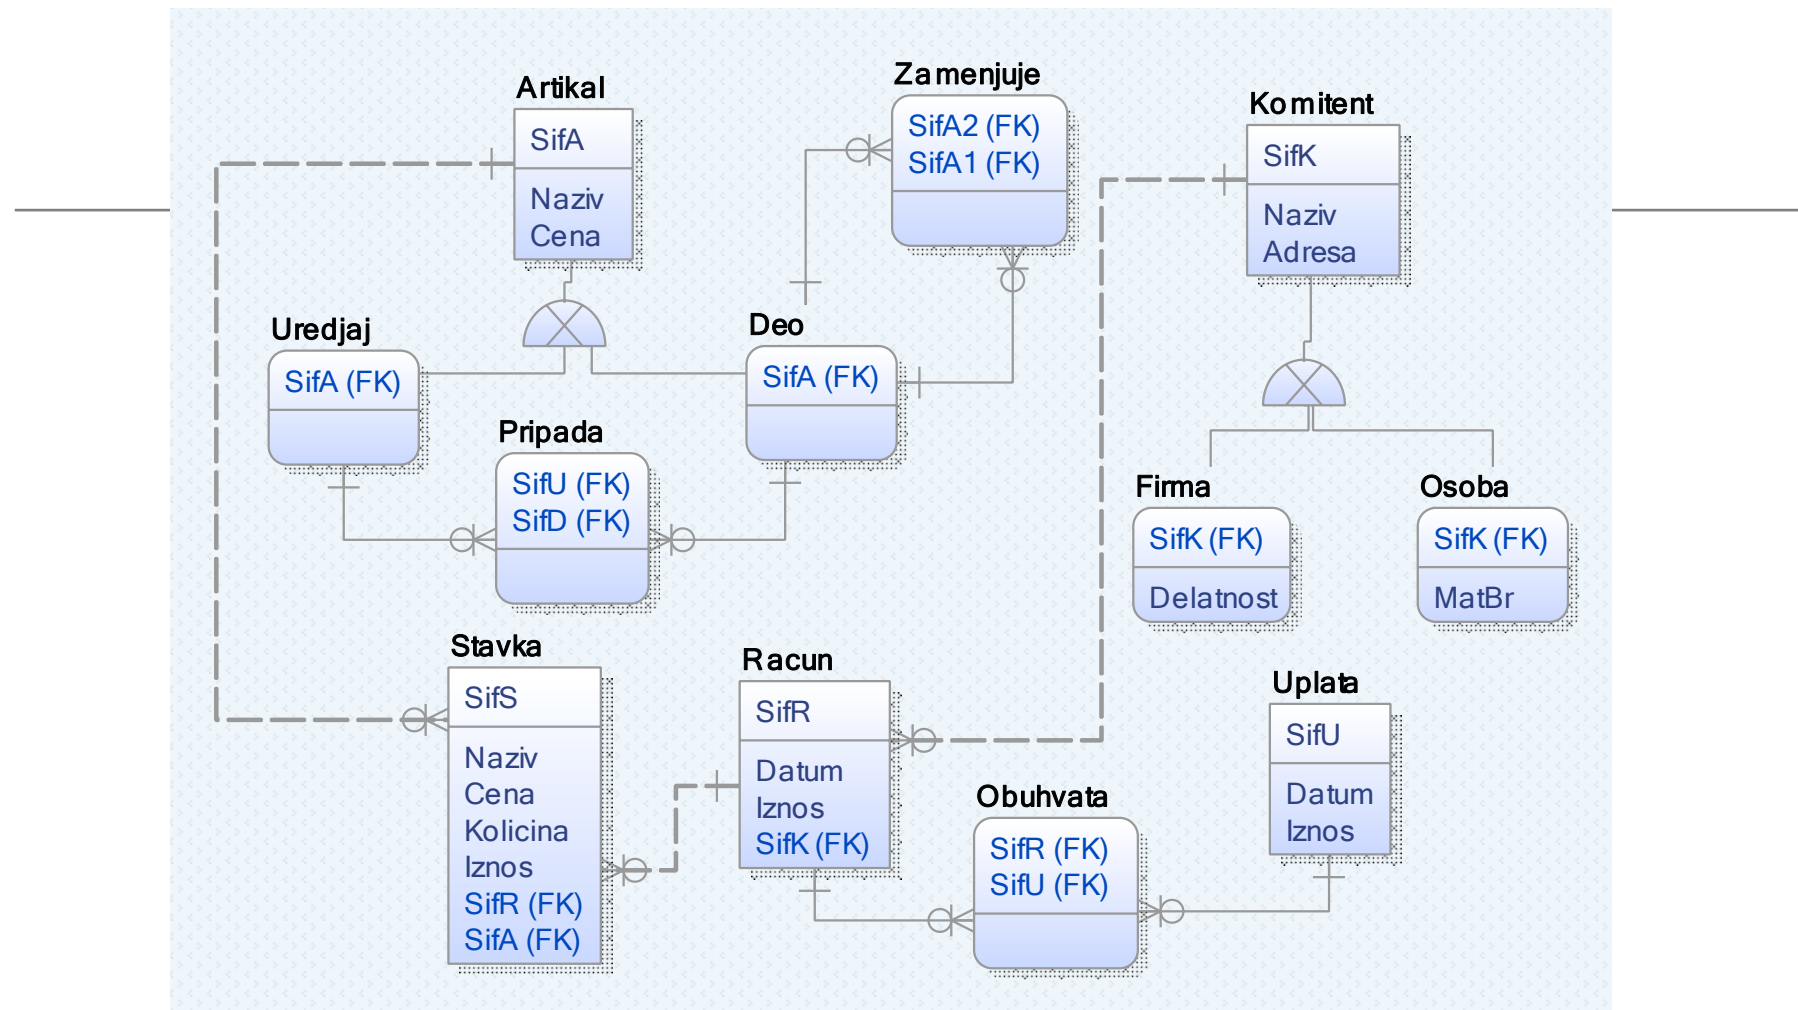 Artikal
SifA
Naziv
Cena
Zamenjuje
SifA2 (FK)
SifA1 (FK)
Komitent
SifK
Naziv
Adresa
Uredjaj
SifA (FK)
Deo
SifA (FK)
Pripada
SifU (FK)
SifD (FK)
Firma
SifK (FK)
Delatnost
Osoba
SifK (FK)
MatBr
Stavka
SifS
Naziv
Cena
Kolicina
Iznos
SifR (FK)
SifA (FK)
Racun
SifR
Datum
Iznos
SifK (FK)
Obuhvata
SifR (FK)
SifU (FK)
Uplata
SifU
Datum
Iznos